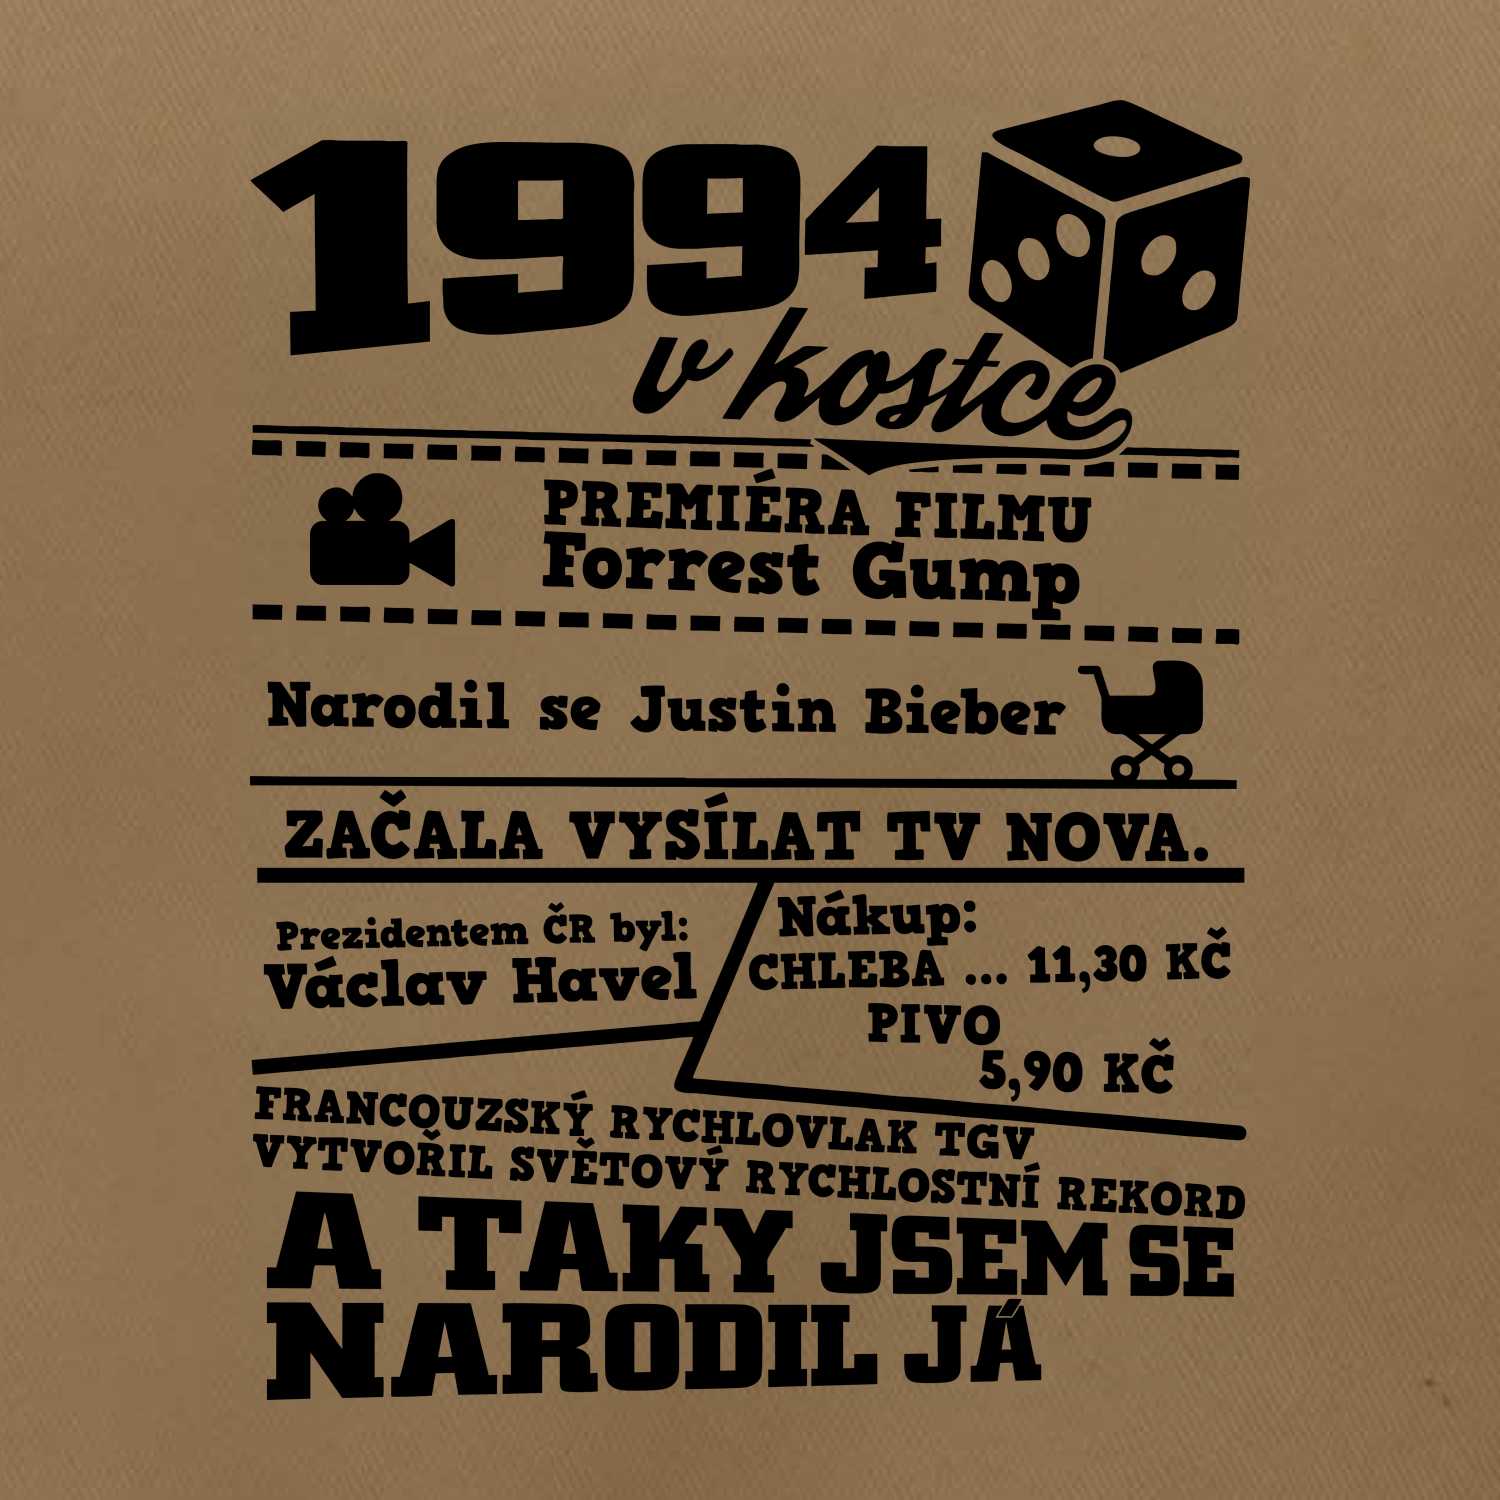 1994
v kostce
PREMIÉRA FILMU
Forrest Gump
Narodil se Justin Bieber
ZAČALA VYSÍLAT TV NOVA.
Prezidentem ČR byl:
Václav Havel
Nákup:
CHLEBA ... 11,30 KČ
PIVO
5,90 KČ
FRANCOUZSKÝ RYCHLOVLAK TGV
VYTVOŘIL SVĚTOVÝ RYCHLOSTNÍ REKORD
A TAKY JSEM SE
NARODIL JÁ